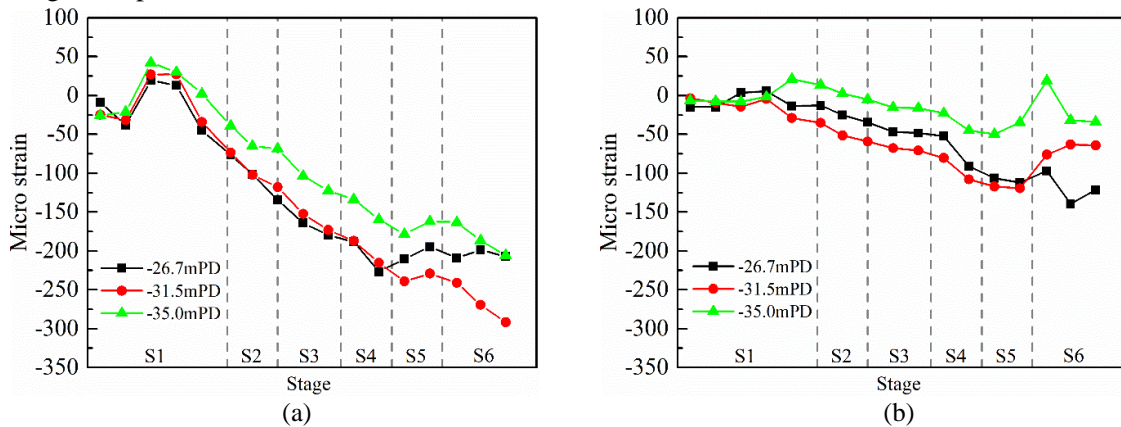 100
50
0
-50
-100
-150
-200
-250
-300
-350
Micro strain
-26.7mPD
-31.5mPD
-35.0mPD
S1 S2 S3 S4 S5 S6
Stage
(a)
100
50
0
-50
-100
-150
-200
-250
-300
-350
Micro strain
-26.7mPD
-31.5mPD
-35.0mPD
S1 S2 S3 S4 S5 S6
Stage
(b)